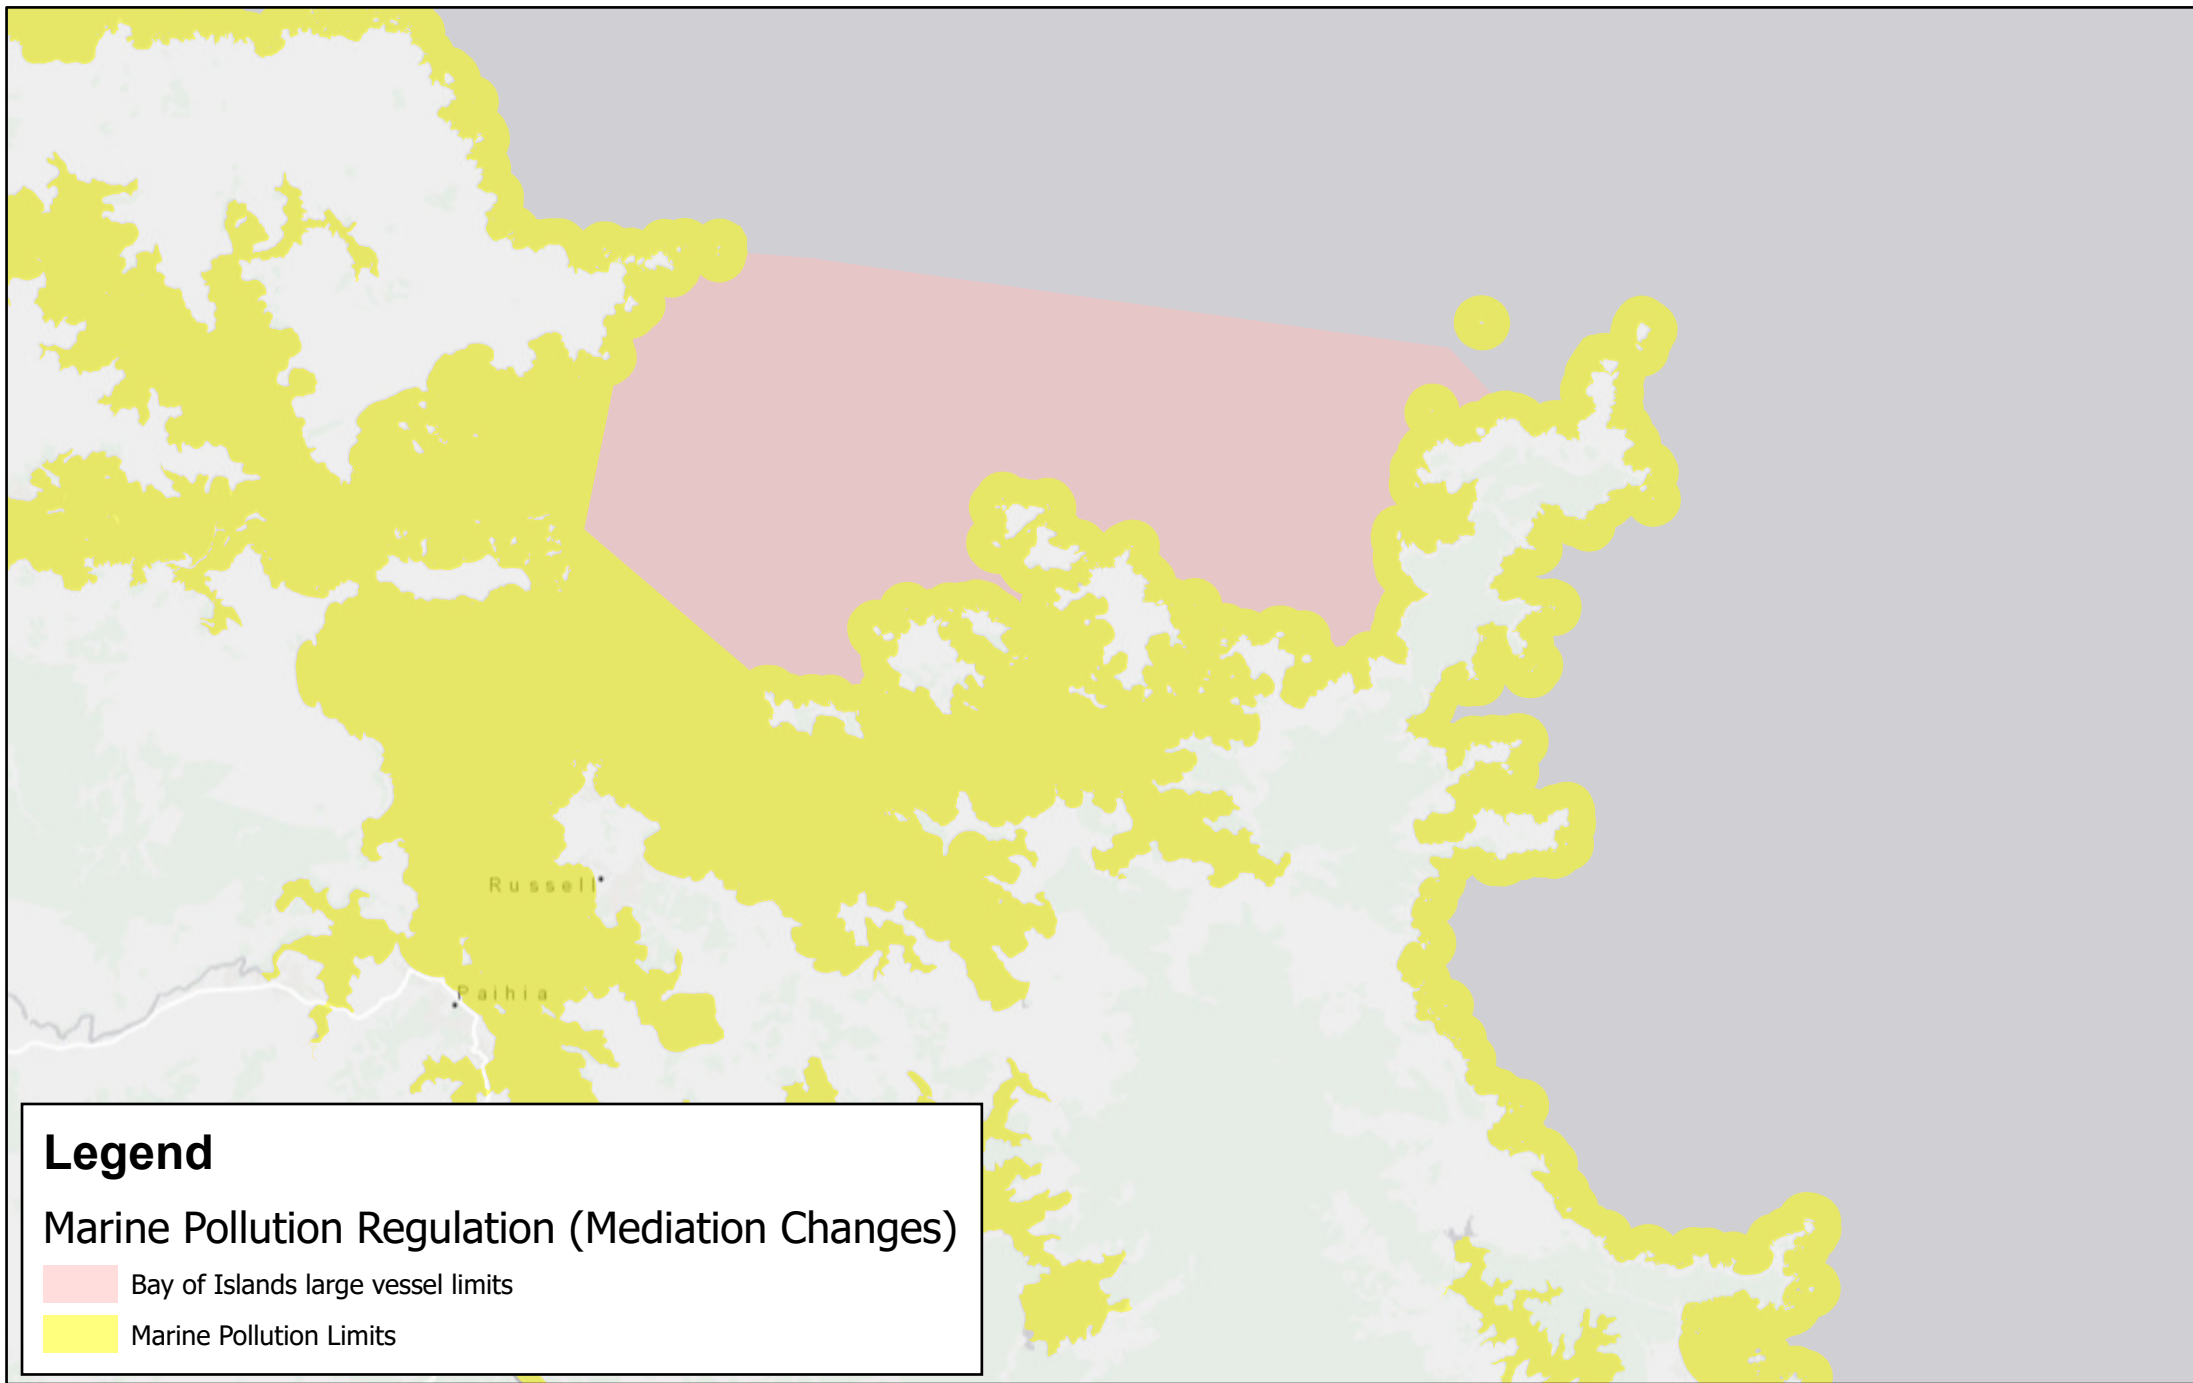 Russell
Paihia
Legend
Marine Pollution Regulation (Mediation Changes)
Bay of Islands large vessel limits
Marine Pollution Limits